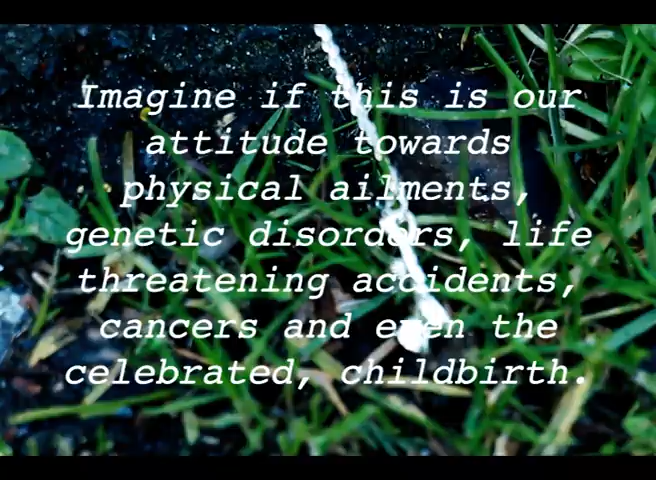 Imagine if this is our
attitude towards
physical ailments,
genetic disorders, life
threatening accidents,
cancers and even the
celebrated, childbirth.